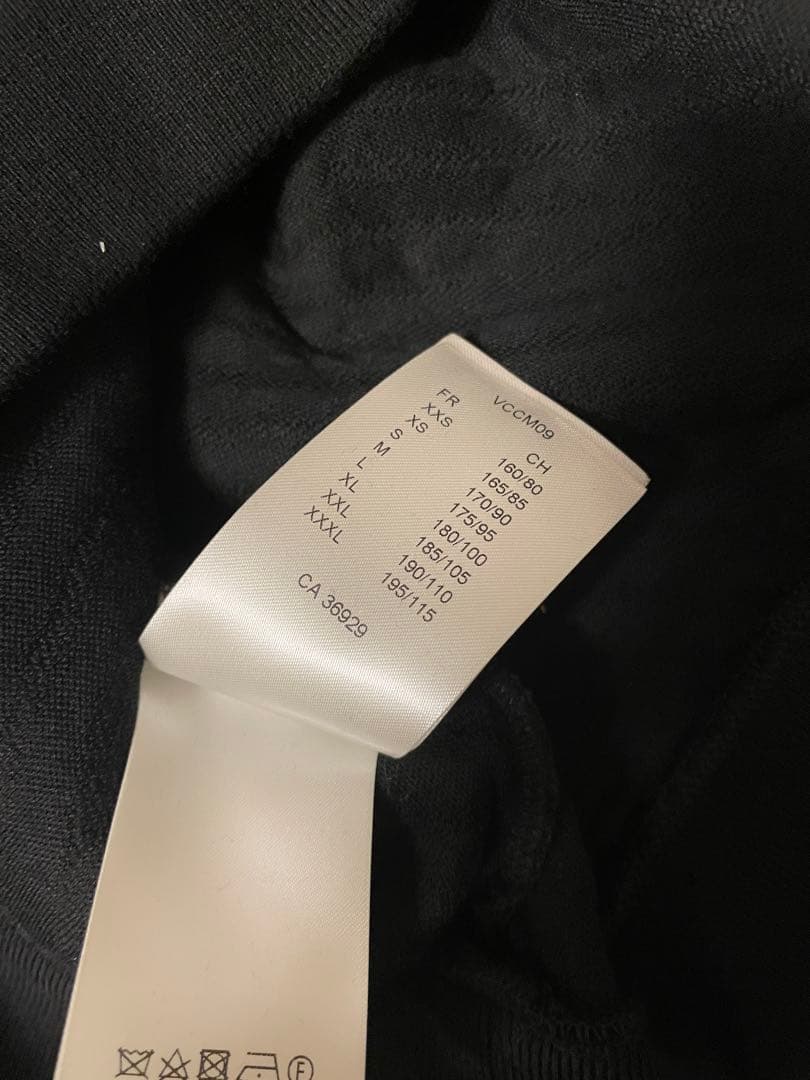 VCCM09
FR CH
XXS 160/80
XS 165/85
S 170/90
M 175/95
L 180/100
XL 185/105
XXL 190/110
XXXL 195/115
CA 36929
F